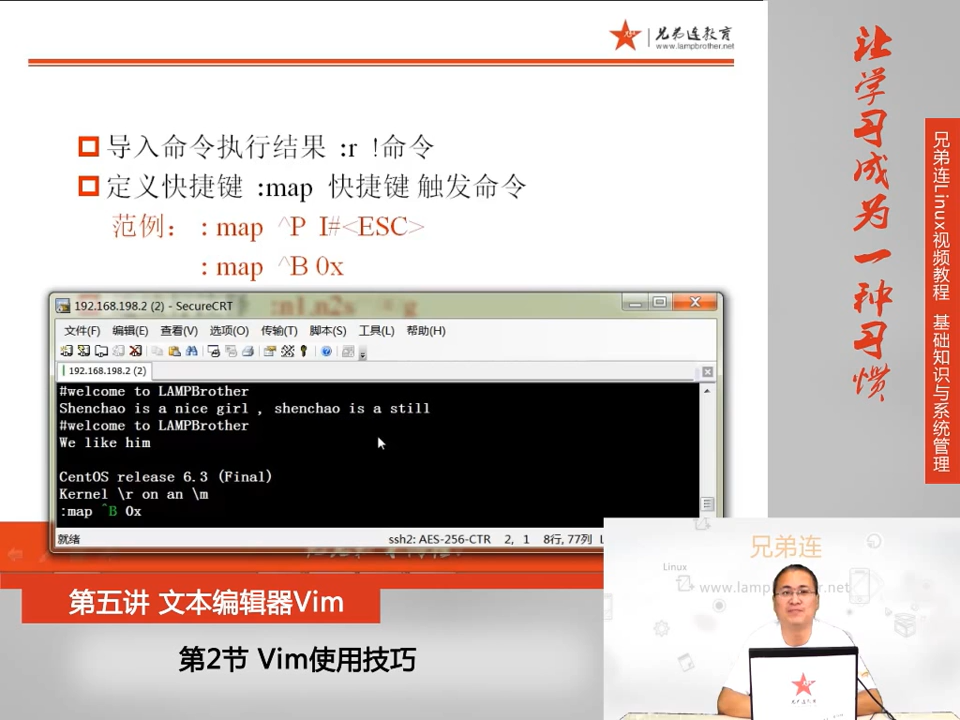 兄弟连教育
www.lampbrother.net
导入命令执行结果 :r !命令
定义快捷键 :map 快捷键 触发命令
范例： : map ^P I#<ESC>
: map ^B 0x
:n1,n2s
192.168.198.2 (2) - SecureCRT
文件(F) 编辑(E) 查看(V) 选项(O) 传输(T) 脚本(S) 工具(L) 帮助(H)
192.168.198.2 (2)
#welcome to LAMPBrother
Shenchao is a nice girl , shenchao is a still
#welcome to LAMPBrother
We like him
CentOS release 6.3 (Final)
Kernel \r on an \m
:map ^B 0x
就绪 ssh2: AES-256-CTR 2, 1 8行, 77列
第五讲 文本编辑器Vim
第2节 Vim使用技巧
让学习成为一种习惯
兄弟连Linux视频教程 基础知识与系统管理
兄弟连
Linux
www.lampbrother.net